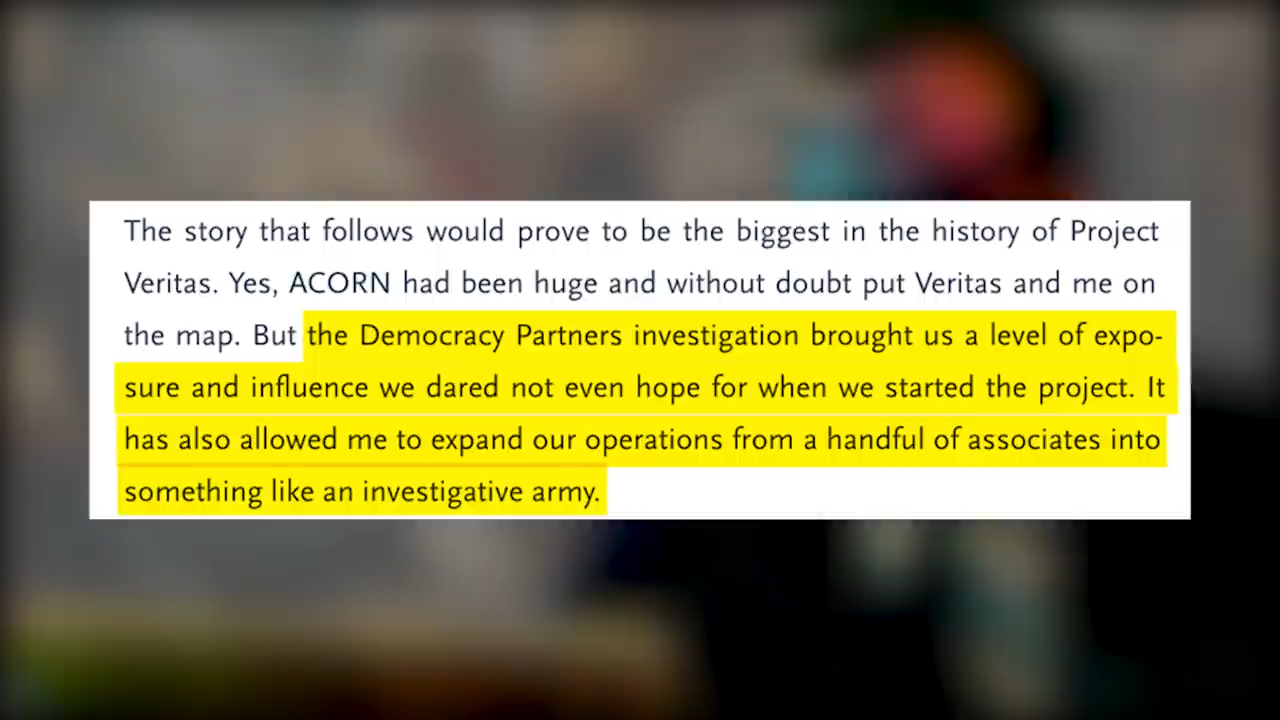 The story that follows would prove to be the biggest in the history of Project
Veritas. Yes, ACORN had been huge and without doubt put Veritas and me on
the map. But the Democracy Partners investigation brought us a level of expo-
sure and influence we dared not even hope for when we started the project. It
has also allowed me to expand our operations from a handful of associates into
something like an investigative army.